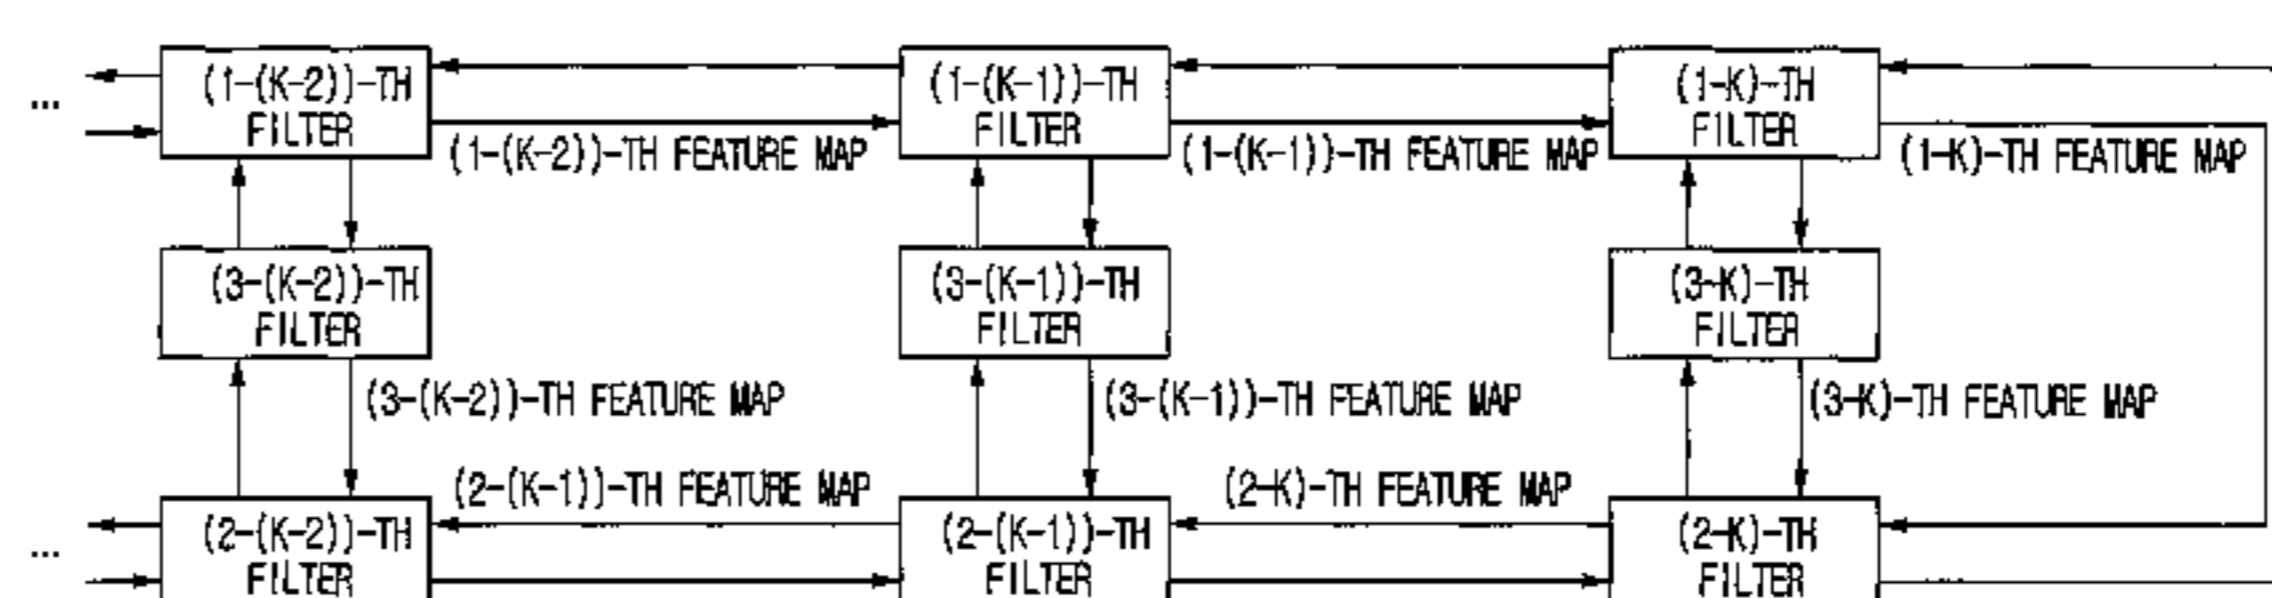 (1-(K-2))-TH
FILTER
(1-(K-2))-TH FEATURE MAP
(1-(K-1))-TH
FILTER
(1-(K-1))-TH FEATURE MAP
(1-K)-TH
FILTER
(1-K)-TH FEATURE MAP
...
(3-(K-2))-TH
FILTER
(3-(K-1))-TH
FILTER
(3-K)-TH
FILTER
(3-(K-2))-TH FEATURE MAP
(3-(K-1))-TH FEATURE MAP
(3-K)-TH FEATURE MAP
(2-(K-1))-TH FEATURE MAP
(2-K)-TH FEATURE MAP
...
(2-(K-2))-TH
FILTER
(2-(K-1))-TH
FILTER
(2-K)-TH
FILTER